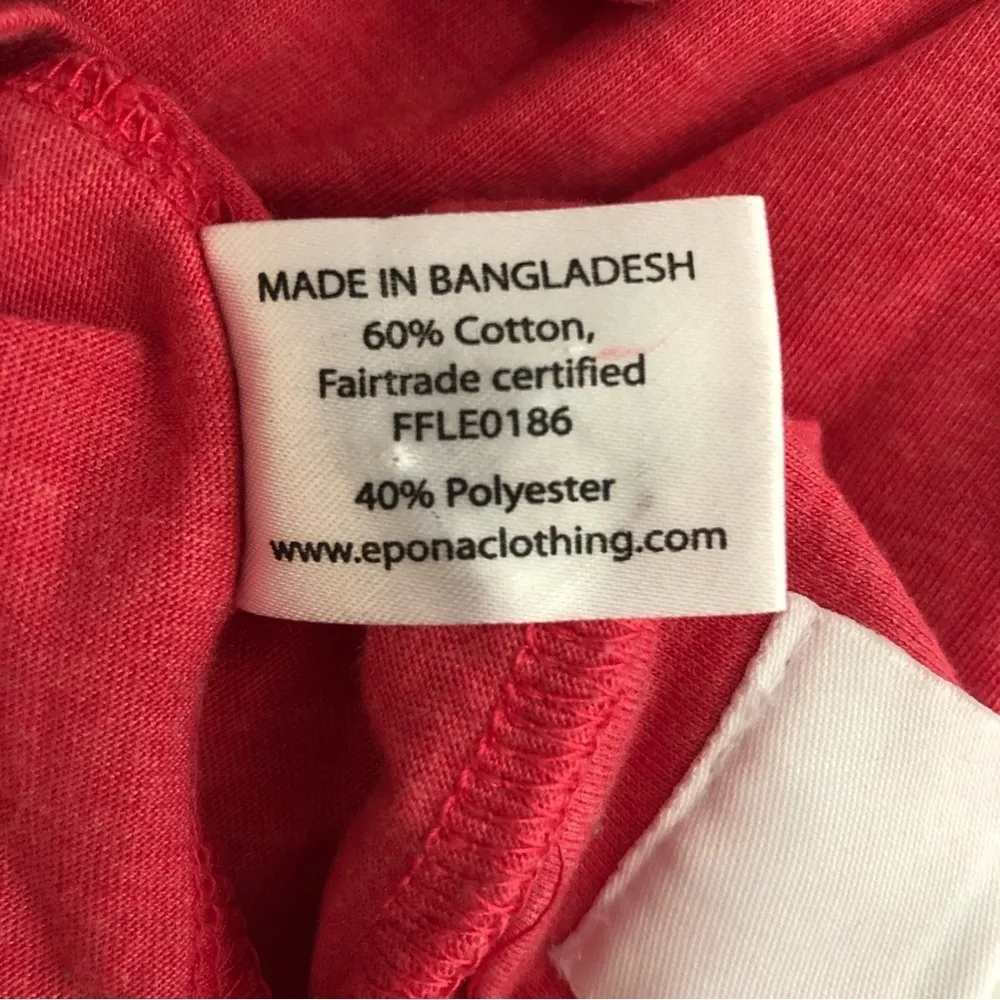 MADE IN BANGLADESH
60% Cotton,
Fairtrade certified
FFLE0186
40% Polyester
www.eponaclothing.com